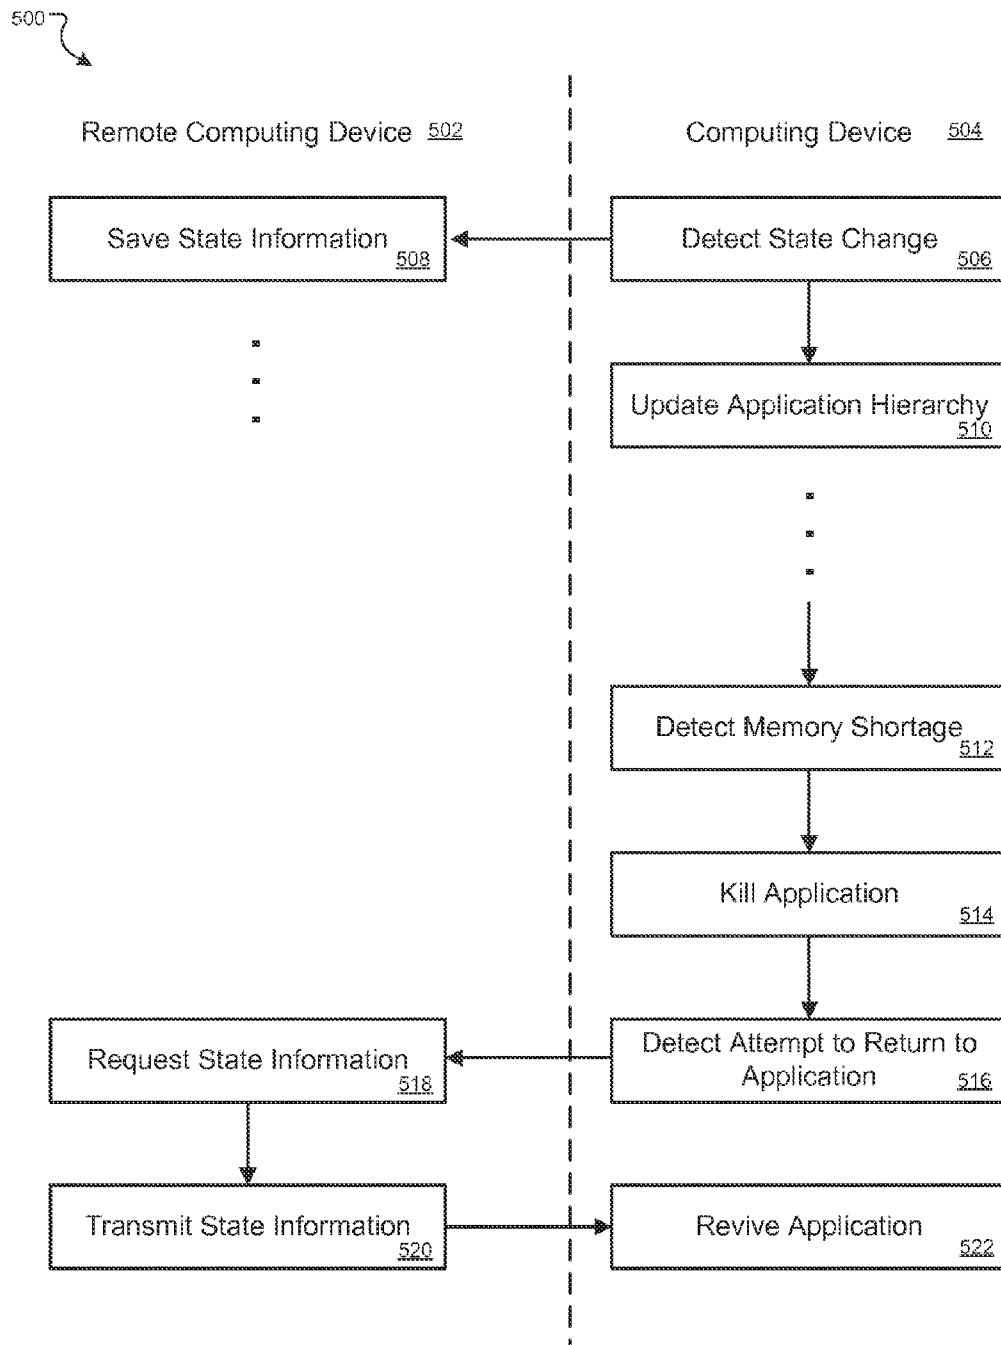 500
Remote Computing Device 502
Computing Device 504
Save State Information
508
Detect State Change
506
Update Application Hierarchy
510
Detect Memory Shortage
512
Kill Application
514
Request State Information
518
Detect Attempt to Return to
Application
516
Transmit State Information
520
Revive Application
522